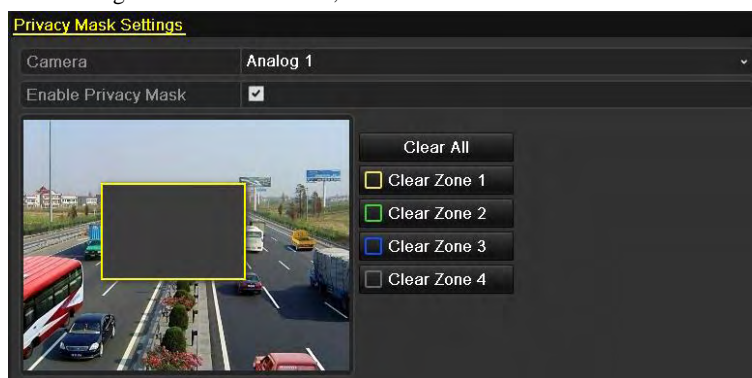 Privacy Mask Settings
Camera Analog 1
Enable Privacy Mask
Clear All
Clear Zone 1
Clear Zone 2
Clear Zone 3
Clear Zone 4